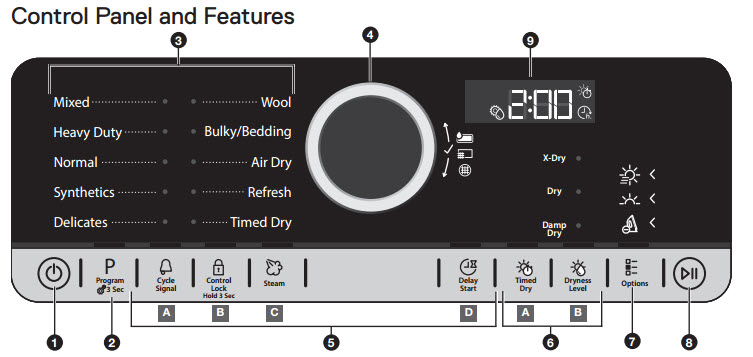 Control Panel and Features
3 4 9
Mixed Wool
Heavy Duty Bulky/Bedding
Normal Air Dry
Synthetics Refresh
Delicates Timed Dry
2:00
X-Dry
Dry
Damp
Dry
P
Program
3 Sec
Cycle
Signal
Control
Lock
Hold 3 Sec
Steam
Delay
Start
Timed
Dry
Dryness
Level
Options
A B C D A B
1 2 5 6 7 8